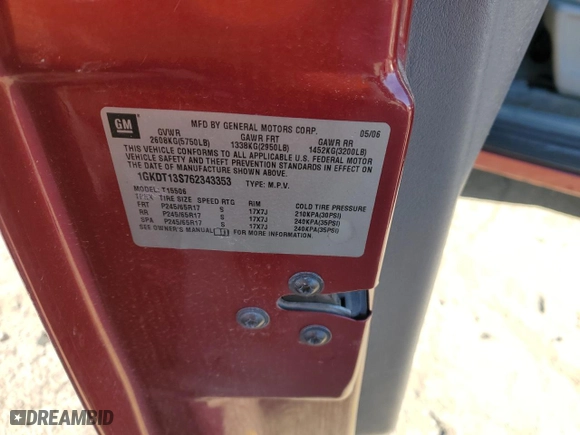 GM
MFD BY GENERAL MOTORS CORP. 05/06
GVWR GAWR FRT GAWR RR
2608KG(5750LB) 1338KG(2950LB) 1452KG(3200LB)
THIS VEHICLE CONFORMS TO ALL APPLICABLE U.S. FEDERAL MOTOR
VEHICLE SAFETY AND THEFT PREVENTION STANDARDS IN EFFECT ON
THE DATE OF MANUFACTURE SHOWN ABOVE.
1GKDT13S762343353 TYPE: M.P.V.
MODEL: T15506
TIRE SIZE SPEED RTG RIM COLD TIRE PRESSURE
FRT P245/65R17 S 17X7J 210KPA(30PSI)
RR P245/65R17 S 17X7J 240KPA(35PSI)
SPA P245/65R17 S 17X7J 240KPA(35PSI)
SEE OWNER'S MANUAL FOR MORE INFORMATION.
DREAMBID